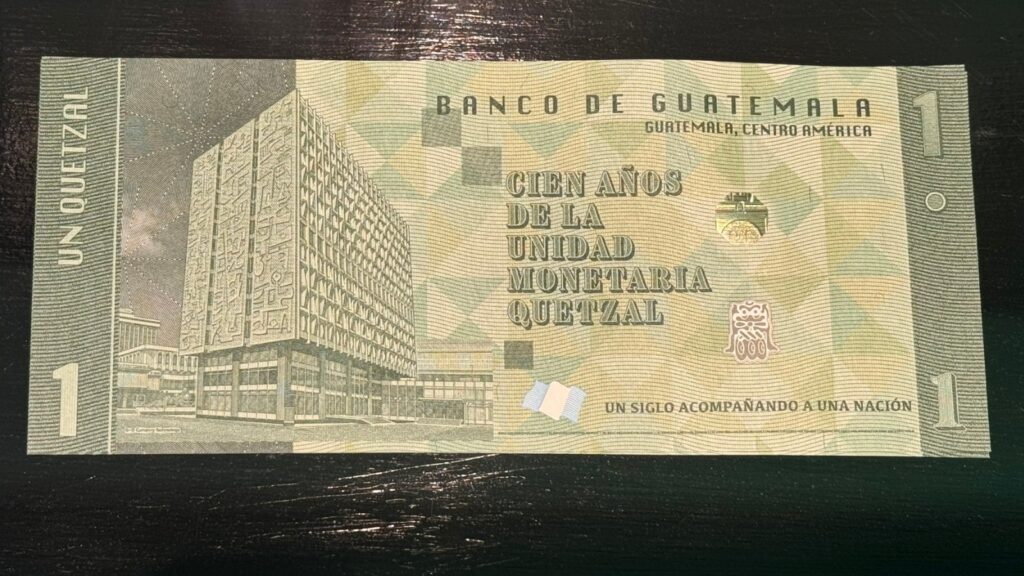 UN QUETZAL
1
BANCO DE GUATEMALA
GUATEMALA, CENTRO AMÉRICA
CIEN AÑOS
DE LA
UNIDAD
MONETARIA
QUETZAL
UN SIGLO ACOMPAÑANDO A UNA NACIÓN
1
1